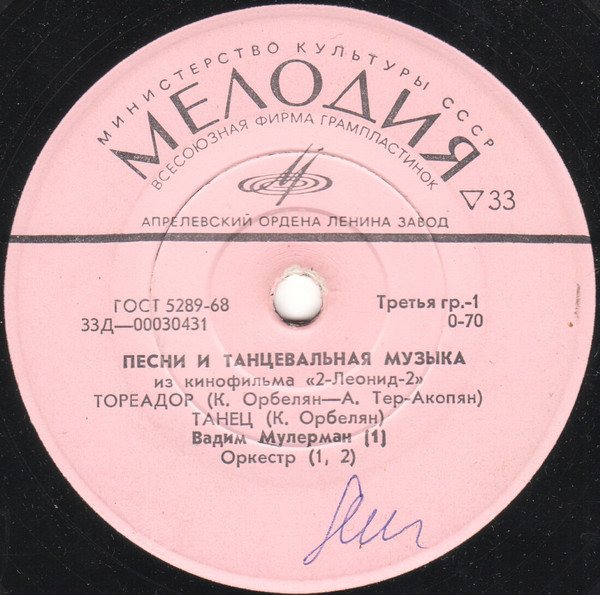 МИНИСТЕРСТВО КУЛЬТУРЫ СССР
МЕЛОДИЯ
ВСЕСОЮЗНАЯ ФИРМА ГРАМПЛАСТИНОК
▽33
АПРЕЛЕВСКИЙ ОРДЕНА ЛЕНИНА ЗАВОД
ГОСТ 5289-68 Третья гр.-1
33Д—00030431 0-70
ПЕСНИ И ТАНЦЕВАЛЬНАЯ МУЗЫКА
из кинофильма «2-Леонид-2»
ТОРЕАДОР (К. Орбелян—А. Тер-Акопян)
ТАНЕЦ (К. Орбелян)
Вадим Мулерман (1)
Оркестр (1, 2)